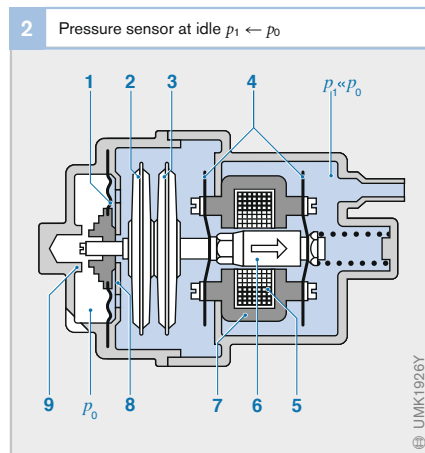 2 Pressure sensor at idle p₁ ← p₀
1 2 3 4 p₁«p₀
9 p₀ 8 7 6 5
© UMK1926Y